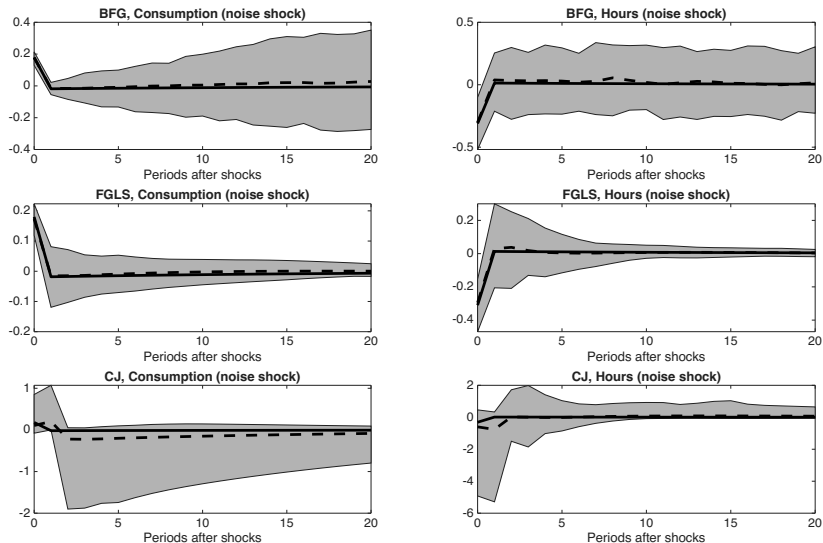 BFG, Consumption (noise shock)
0.4
0.2
0
-0.2
-0.4
0 5 10 15 20
Periods after shocks
BFG, Hours (noise shock)
0.5
0
-0.5
0 5 10 15 20
Periods after shocks
FGLS, Consumption (noise shock)
0.2
0.1
0
-0.1
-0.2
0 5 10 15 20
Periods after shocks
FGLS, Hours (noise shock)
0.2
0
-0.2
-0.4
0 5 10 15 20
Periods after shocks
CJ, Consumption (noise shock)
1
0
-1
-2
0 5 10 15 20
Periods after shocks
CJ, Hours (noise shock)
2
0
-2
-4
-6
0 5 10 15 20
Periods after shocks